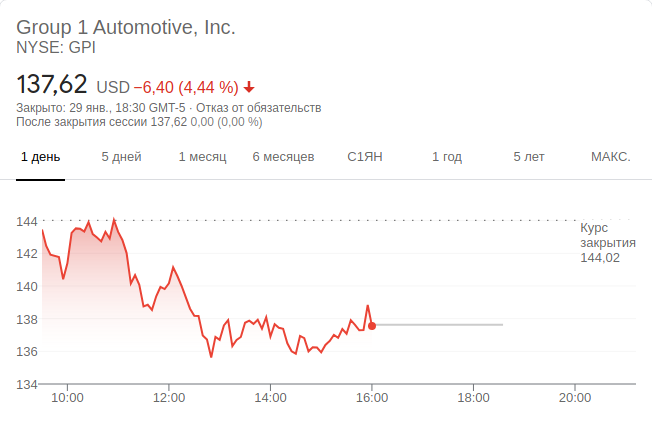 Group 1 Automotive, Inc.
NYSE: GPI
137,62 USD −6,40 (4,44 %)
Закрыто: 29 янв., 18:30 GMT-5 · Отказ от обязательств
После закрытия сессии 137,62 0,00 (0,00 %)
1 день 5 дней 1 месяц 6 месяцев С1ЯН 1 год 5 лет МАКС.
144
Курс
закрытия
144,02
142
140
138
136
134
10:00 12:00 14:00 16:00 18:00 20:00